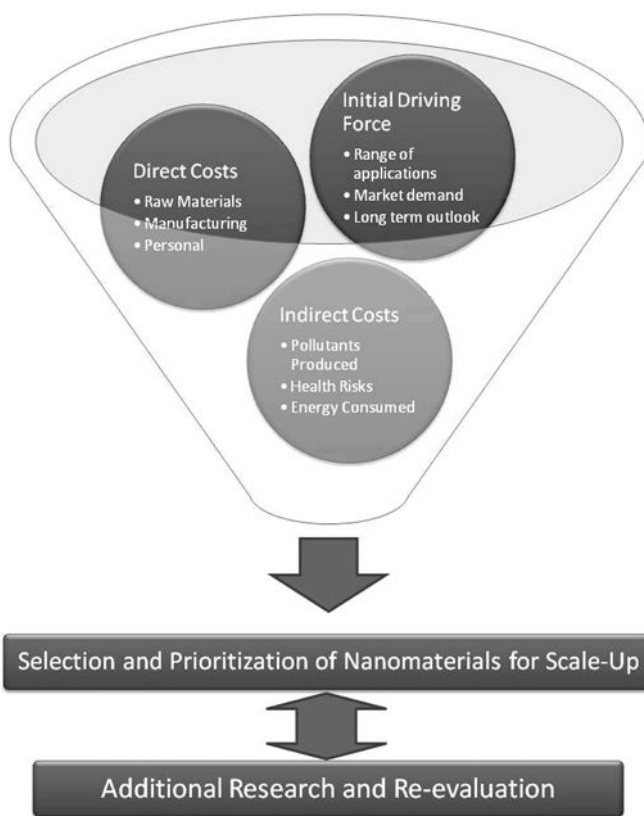 Initial Driving
Force
• Range of
applications
• Market demand
• Long term outlook
Direct Costs
• Raw Materials
• Manufacturing
• Personal
Indirect Costs
• Pollutants
Produced
• Health Risks
• Energy Consumed
Selection and Prioritization of Nanomaterials for Scale-Up
Additional Research and Re-evaluation